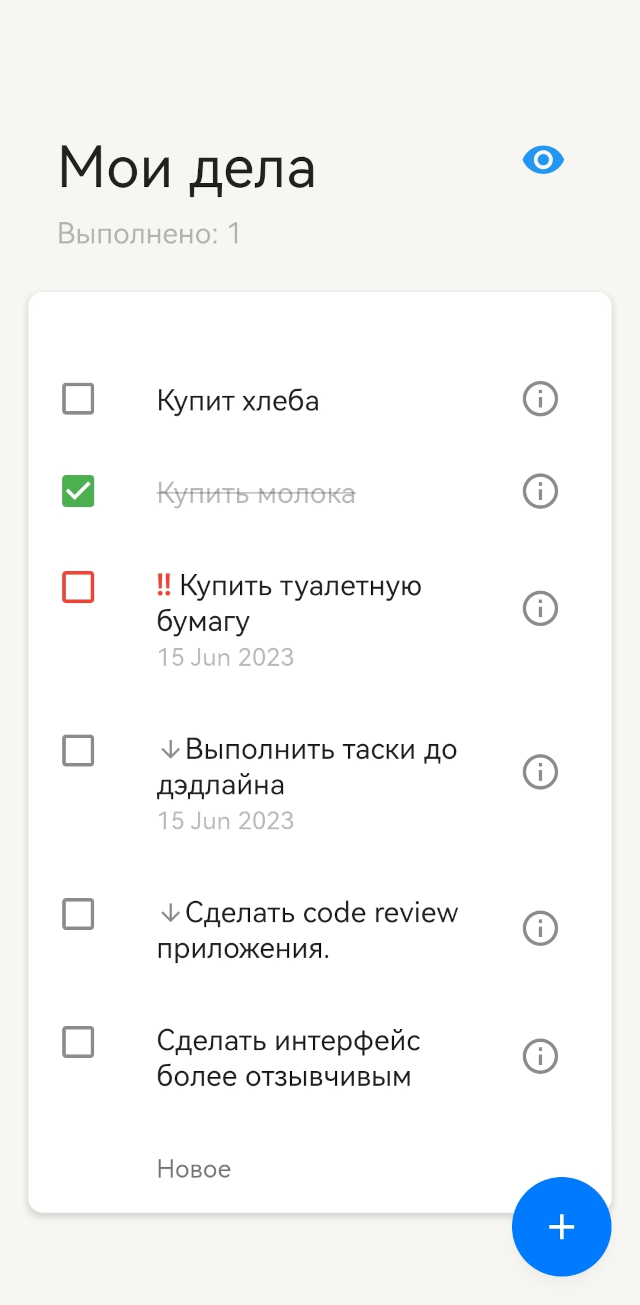 Мои дела
Выполнено: 1
Купит хлеба
Купить молока
‼ Купить туалетную
бумагу
15 Jun 2023
↓Выполнить таски до
дэдлайна
15 Jun 2023
↓Сделать code review
приложения.
Сделать интерфейс
более отзывчивым
Новое